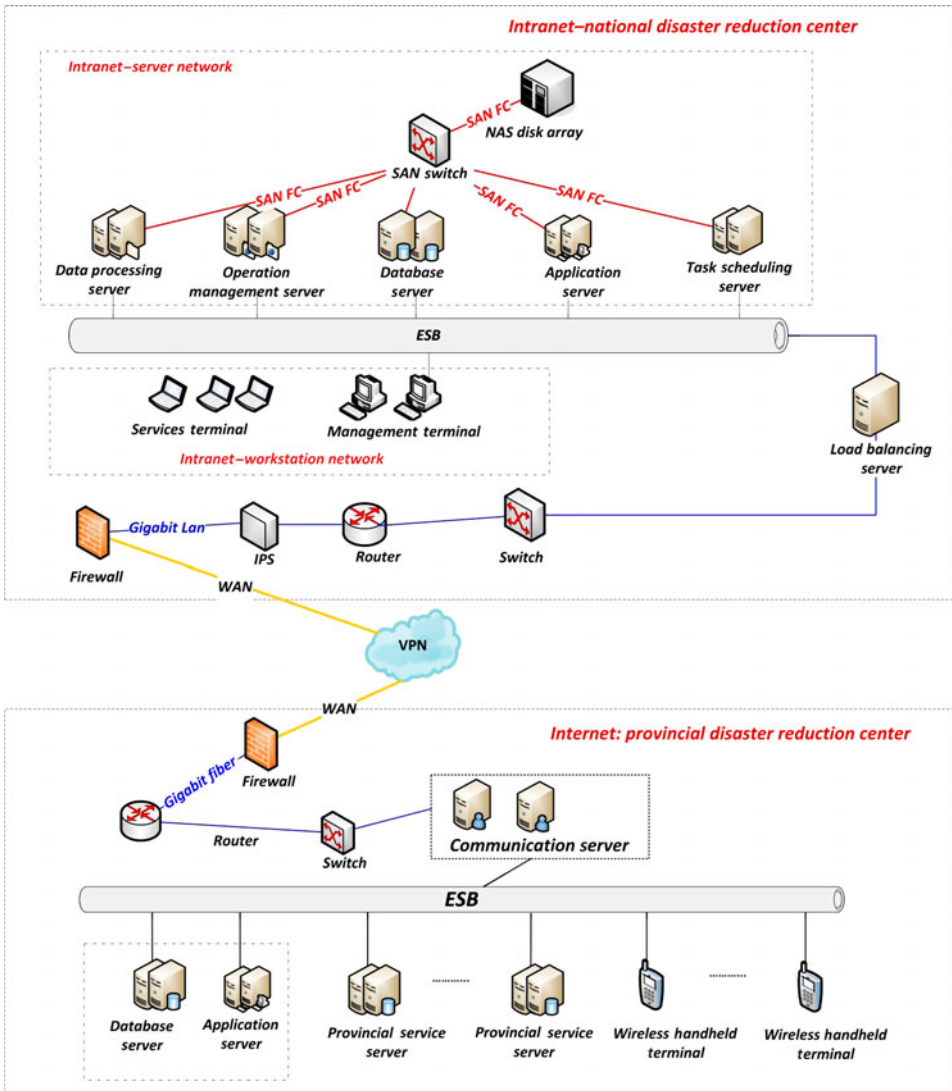 Intranet–national disaster reduction center
Intranet–server network
SAN FC
NAS disk array
SAN switch
SAN FC
SAN FC
SAN FC
SAN FC
Data processing
server
Operation
management server
Database
server
Application
server
Task scheduling
server
ESB
Services terminal
Management terminal
Intranet–workstation network
Load balancing
server
Gigabit Lan
Firewall
IPS
Router
Switch
WAN
VPN
WAN
Internet: provincial disaster reduction center
Firewall
Gigabit fiber
Router
Switch
Communication server
ESB
Database
server
Application
server
Provincial service
server
Provincial service
server
Wireless handheld
terminal
Wireless handheld
terminal